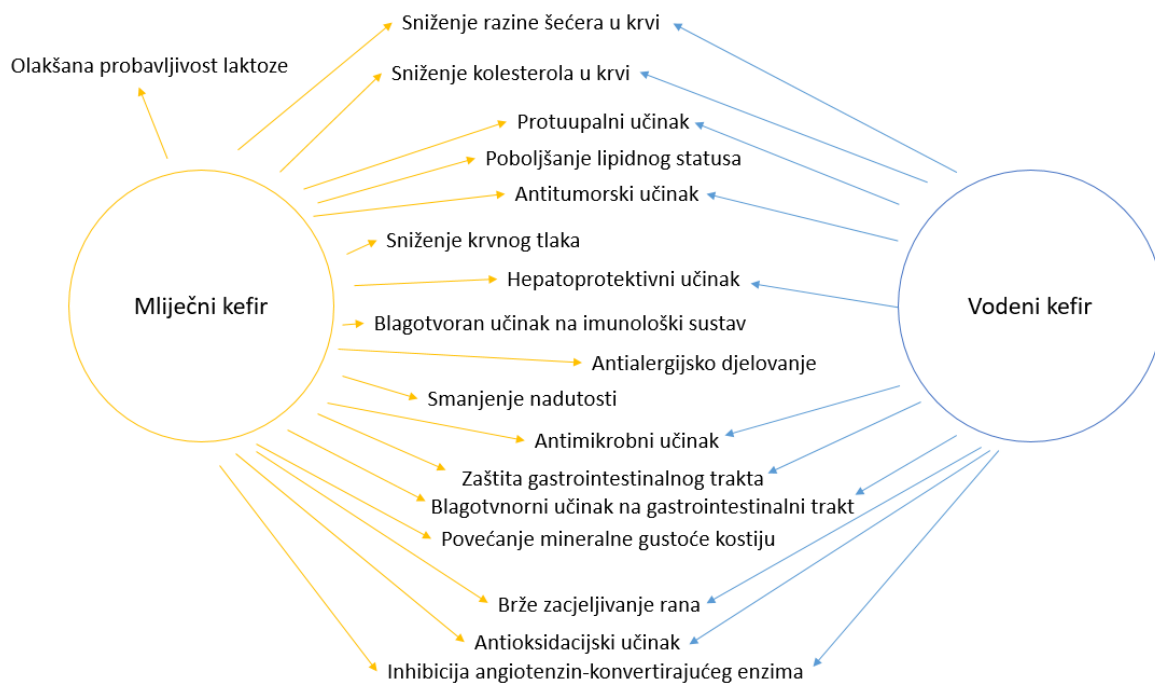 Sniženje razine šećera u krvi
Olakšana probavljivost laktoze
Sniženje kolesterola u krvi
Protuupalni učinak
Poboljšanje lipidnog statusa
Antitumorski učinak
Sniženje krvnog tlaka
Hepatoprotektivni učinak
Mliječni kefir
Vodeni kefir
Blagotvoran učinak na imunološki sustav
Antialergijsko djelovanje
Smanjenje nadutosti
Antimikrobni učinak
Zaštita gastrointestinalnog trakta
Blagotvnorni učinak na gastrointestinalni trakt
Povećanje mineralne gustoće kostiju
Brže zacjeljivanje rana
Antioksidacijski učinak
Inhibicija angiotenzin-konvertirajućeg enzima